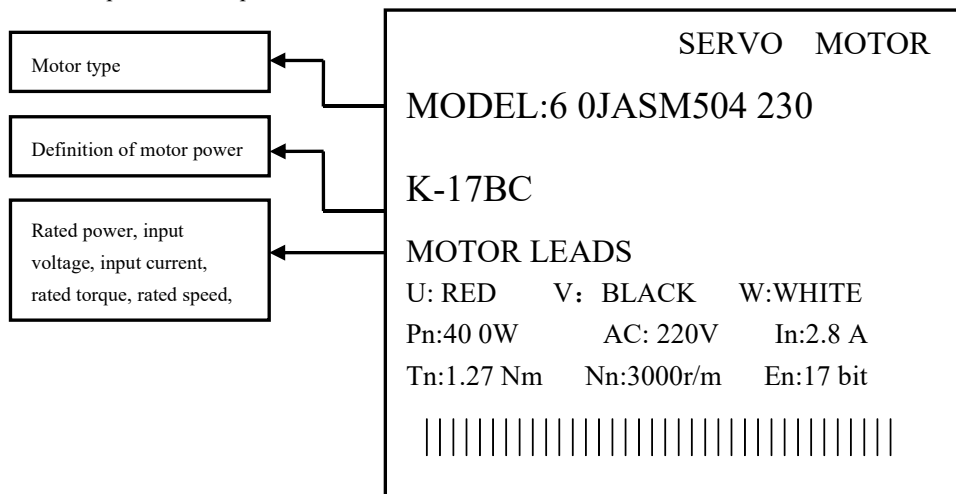 Motor type
Definition of motor power
Rated power, input
voltage, input current,
rated torque, rated speed,
SERVO MOTOR
MODEL:6 0JASM504 230
K-17BC
MOTOR LEADS
U: RED V： BLACK W:WHITE
Pn:40 0W AC: 220V In:2.8 A
Tn:1.27 Nm Nn:3000r/m En:17 bit